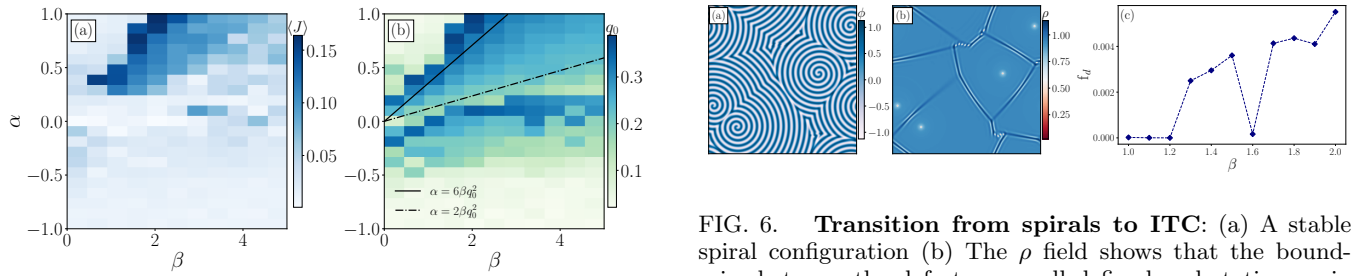 (a)
⟨J⟩
1.0
0.5
0.0
−0.5
−1.0
α
0
2
4
β
0.15
0.10
0.05
(b)
q₀
1.0
0.5
0.0
−0.5
−1.0
α = 6βq₀²
α = 2βq₀²
0
2
4
β
0.3
0.2
0.1
(a)
ϕ
1.0
0.5
0.0
−0.5
−1.0
(b)
ρ
1.00
0.75
0.50
0.25
(c)
f_d
0.004
0.002
0.000
1.0 1.2 1.4 1.6 1.8 2.0
β
FIG. 6. Transition from spirals to ITC: (a) A stable
spiral configuration (b) The ρ field shows that the bound-